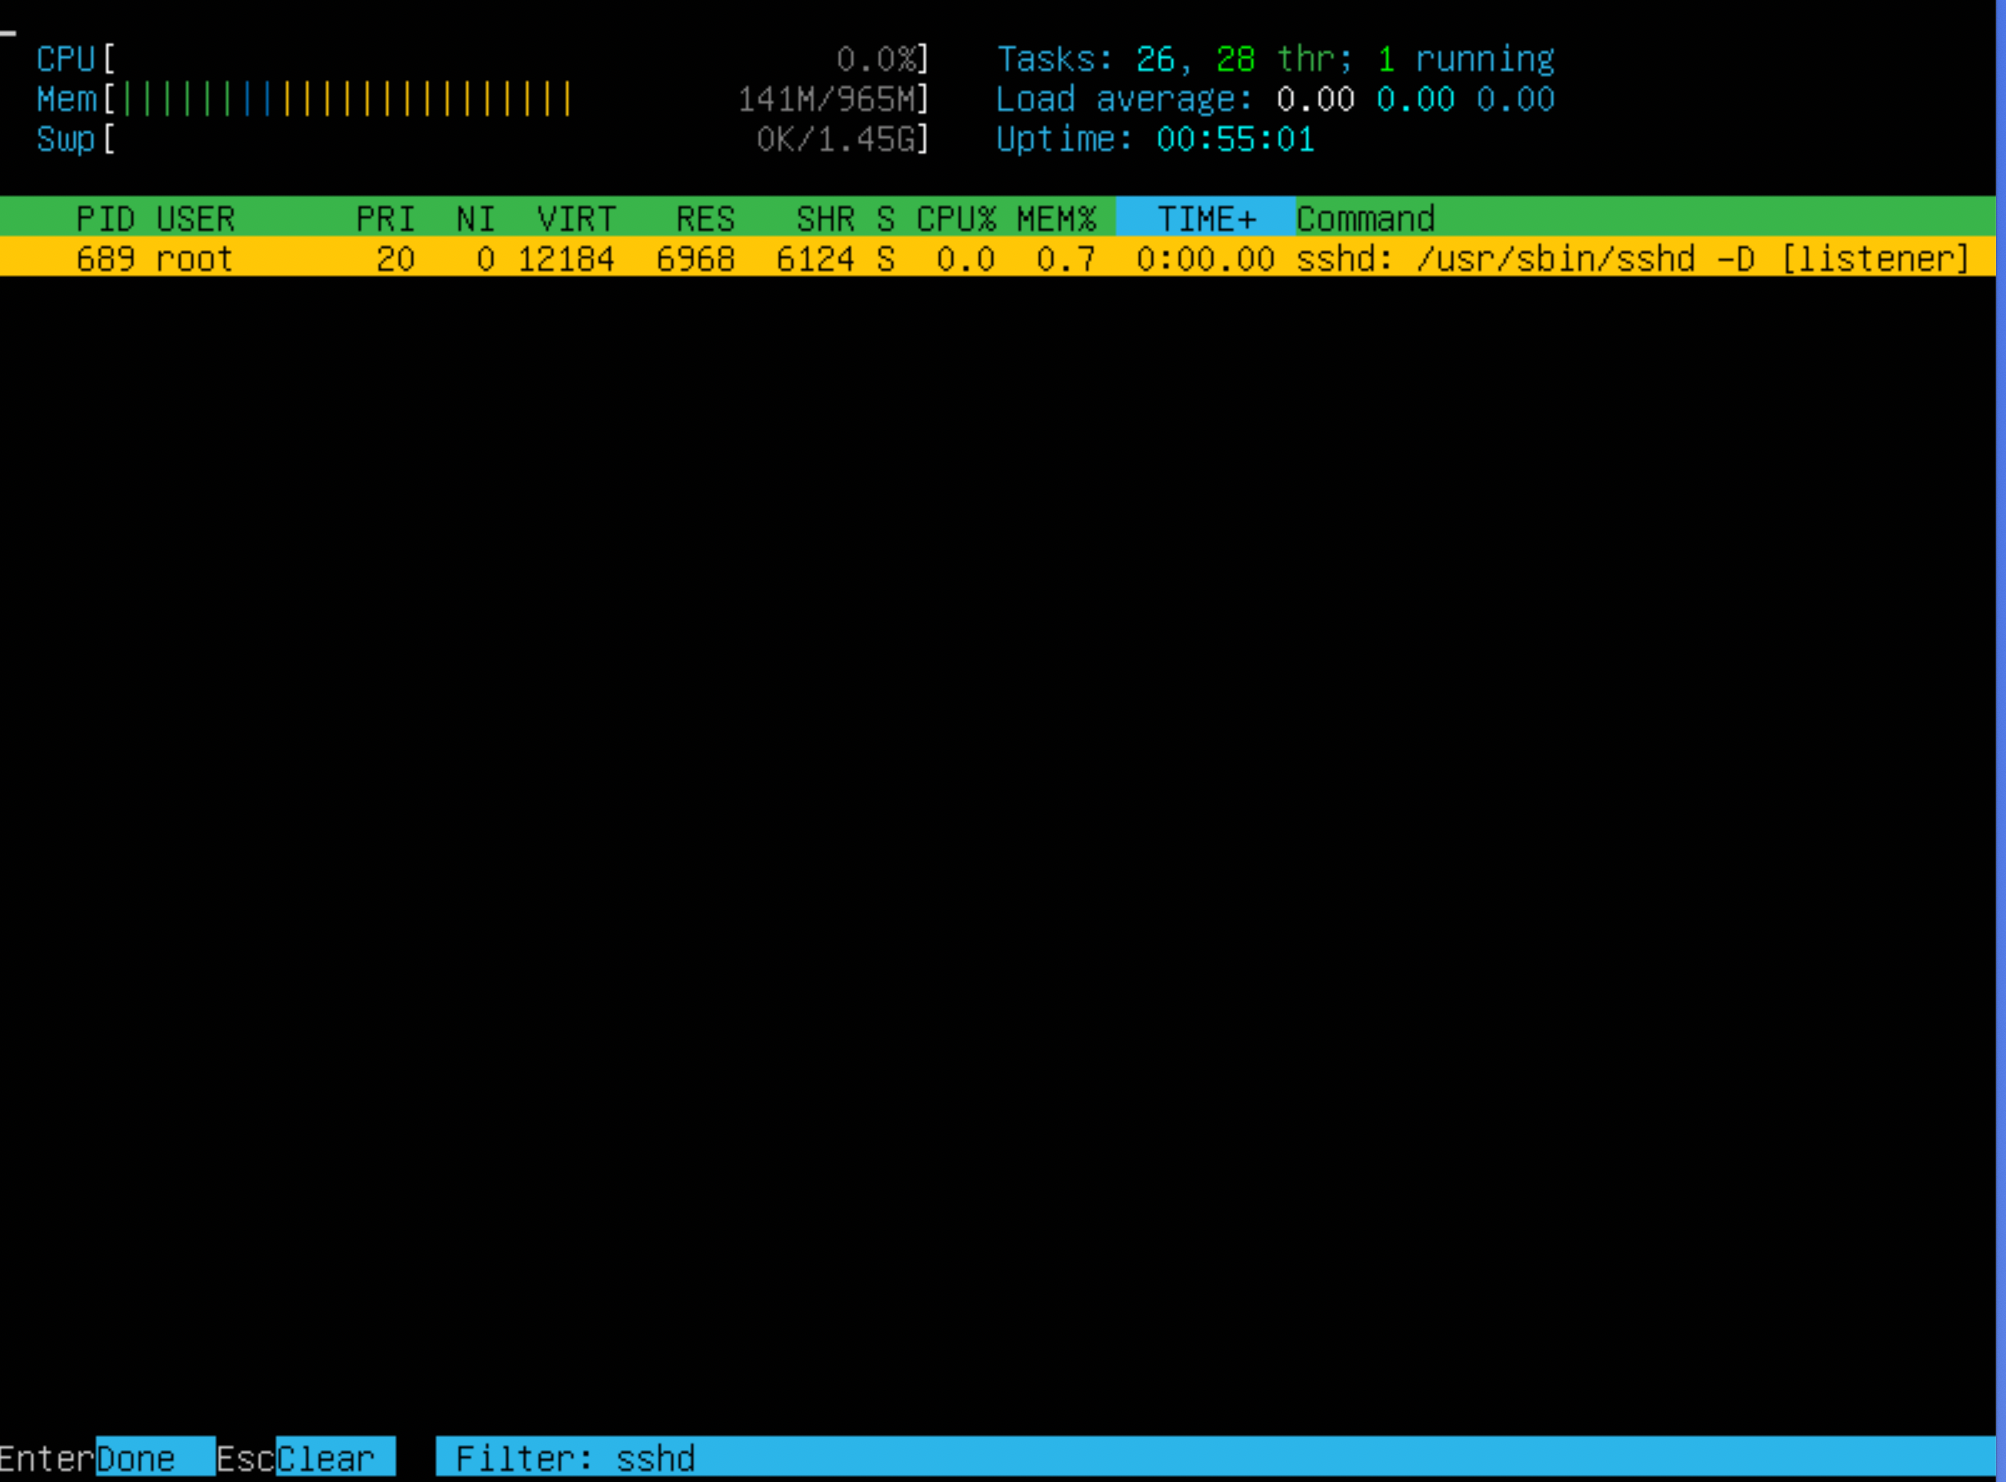 CPU[ 0.0%] Tasks: 26, 28 thr; 1 running
Mem[||||||||||||||||||||||| 141M/965M] Load average: 0.00 0.00 0.00
Swp[ 0K/1.45G] Uptime: 00:55:01
PID USER PRI NI VIRT RES SHR S CPU% MEM% TIME+ Command
689 root 20 0 12184 6968 6124 S 0.0 0.7 0:00.00 sshd: /usr/sbin/sshd -D [listener]
EnterDone EscClear Filter: sshd